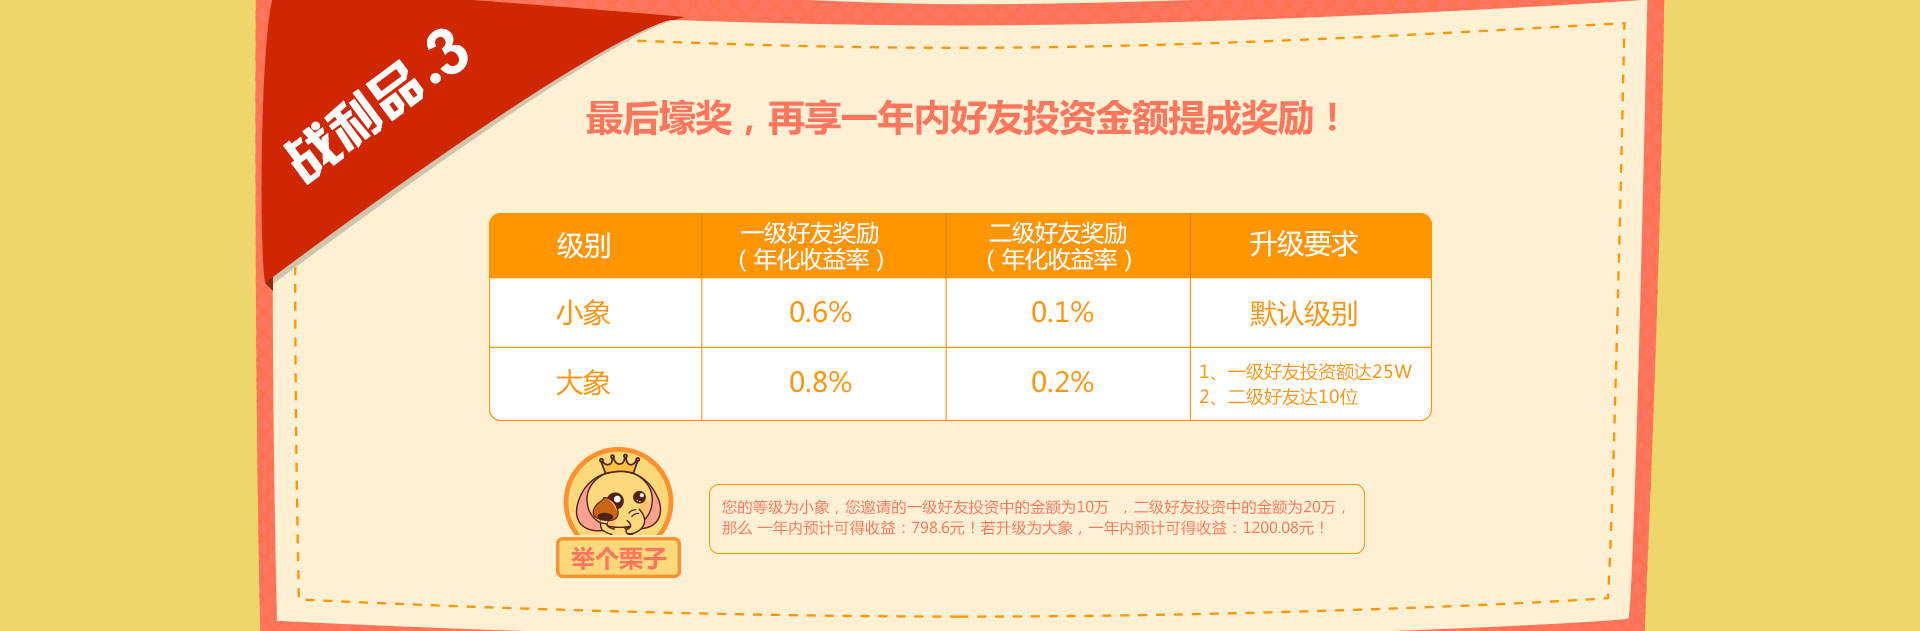 战利品.3
最后壕奖，再享一年内好友投资金额提成奖励！
级别
一级好友奖励
（年化收益率）
二级好友奖励
（年化收益率）
升级要求
小象
0.6%
0.1%
默认级别
大象
0.8%
0.2%
1、一级好友投资额达25W
2、二级好友达10位
举个栗子
您的等级为小象，您邀请的一级好友投资中的金额为10万 ，二级好友投资中的金额为20万，
那么 一年内预计可得收益：798.6元！若升级为大象，一年内预计可得收益：1200.08元！